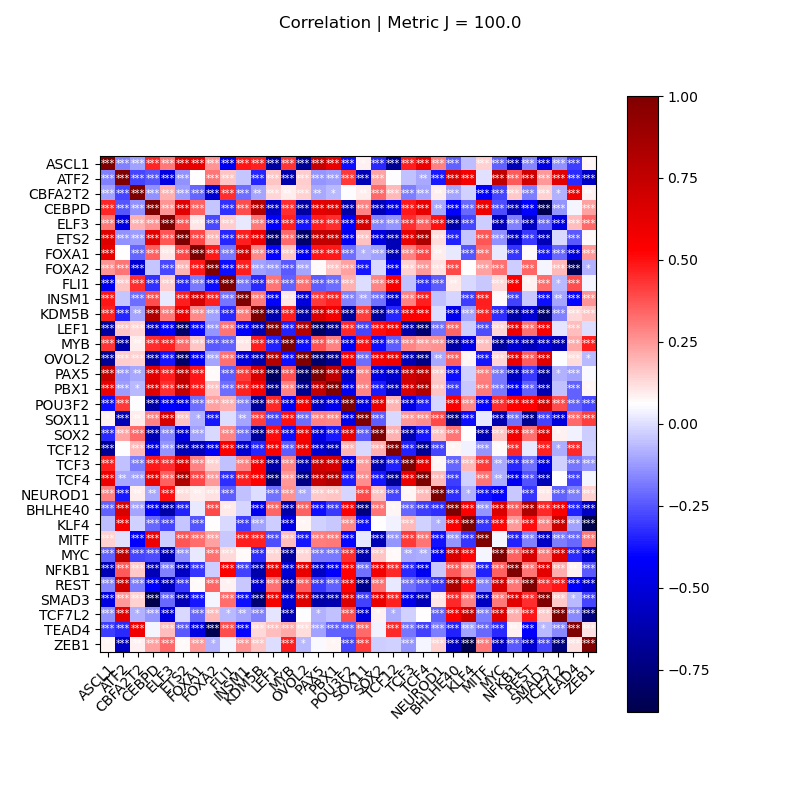 Correlation | Metric J = 100.0
ASCL1
ATF2
CBFA2T2
CEBPD
ELF3
ETS2
FOXA1
FOXA2
FLI1
INSM1
KDM5B
LEF1
MYB
OVOL2
PAX5
PBX1
POU3F2
SOX11
SOX2
TCF12
TCF3
TCF4
NEUROD1
BHLHE40
KLF4
MITF
MYC
NFKB1
REST
SMAD3
TCF7L2
TEAD4
ZEB1
ASCL1
ATF2
CBFA2T2
CEBPD
ELF3
ETS2
FOXA1
FOXA2
FLI1
INSM1
KDM5B
LEF1
MYB
OVOL2
PAX5
PBX1
POU3F2
SOX11
SOX2
TCF12
TCF3
TCF4
NEUROD1
BHLHE40
KLF4
MITF
MYC
NFKB1
REST
SMAD3
TCF7L2
TEAD4
ZEB1
1.00
0.75
0.50
0.25
0.00
−0.25
−0.50
−0.75